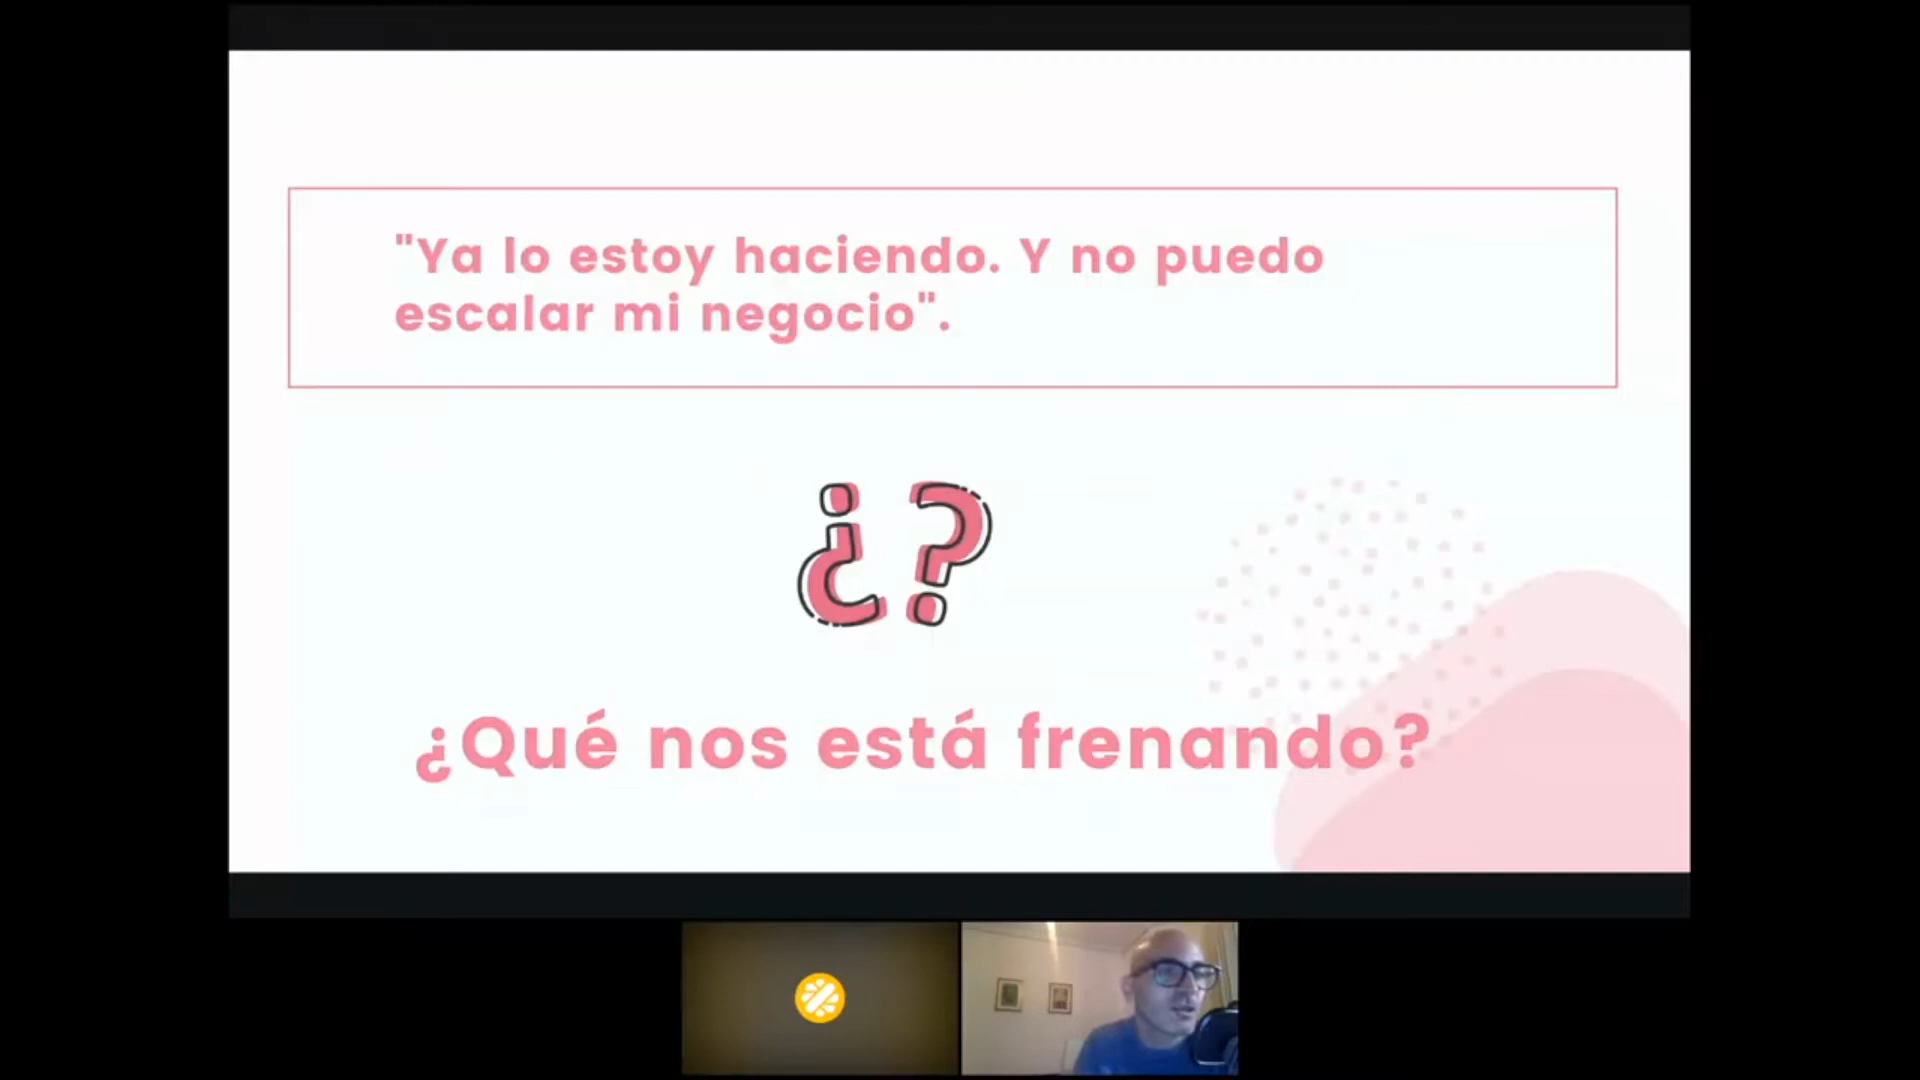 "Ya lo estoy haciendo. Y no puedo
escalar mi negocio".
¿?
¿Qué nos está frenando?